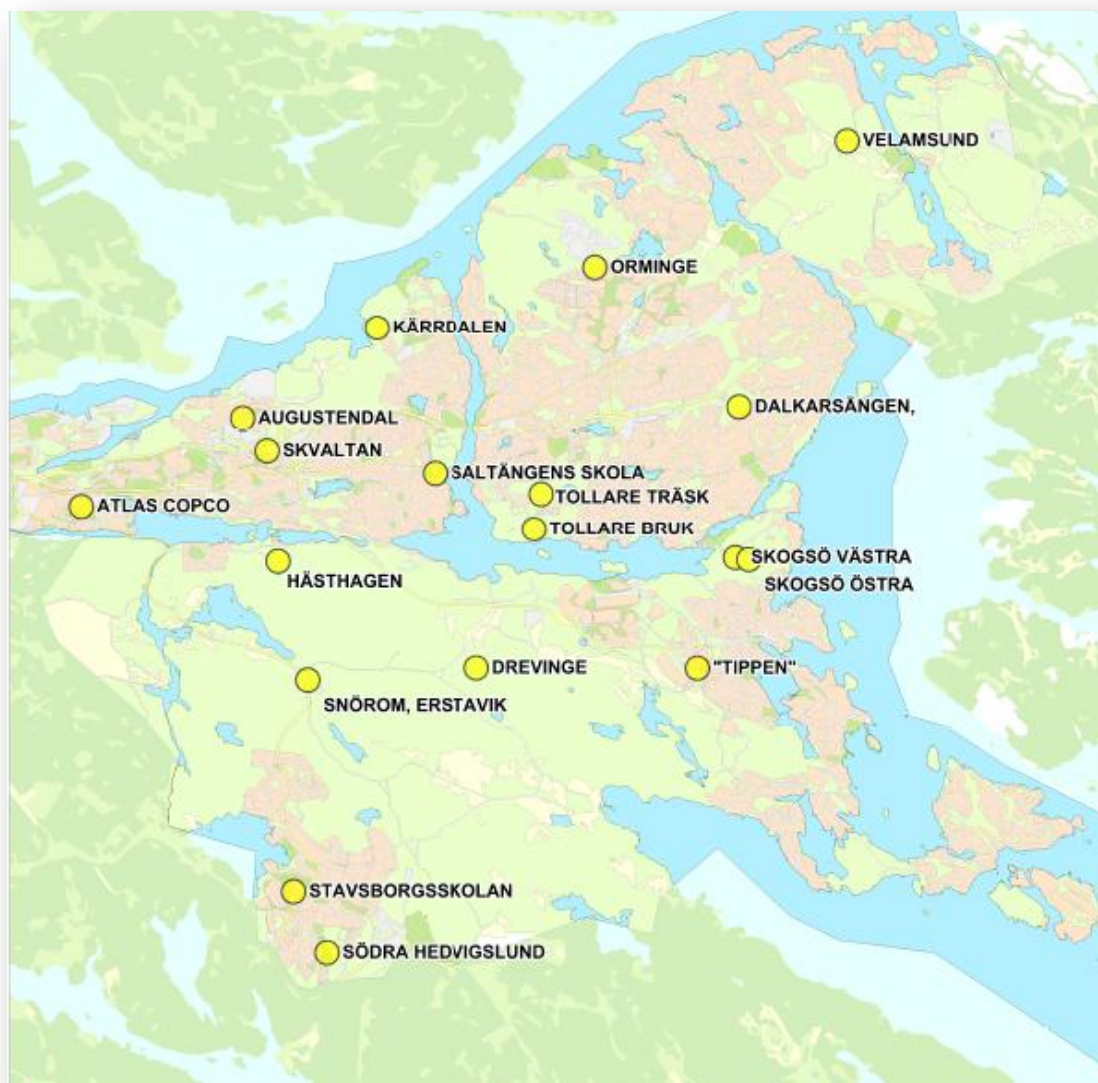 VELAMSUND
ORMINGE
KÄRRDALEN
DALKARSÄNGEN,
AUGUSTENDAL
SKVALTAN
SALTÄNGENS SKOLA
TOLLARE TRÄSK
ATLAS COPCO
TOLLARE BRUK
SKOGSÖ VÄSTRA
HÄSTHAGEN
SKOGSÖ ÖSTRA
DREVINGE
"TIPPEN"
SNÖROM, ERSTAVIK
STAVSBORGSSKOLAN
SÖDRA HEDVIGSLUND